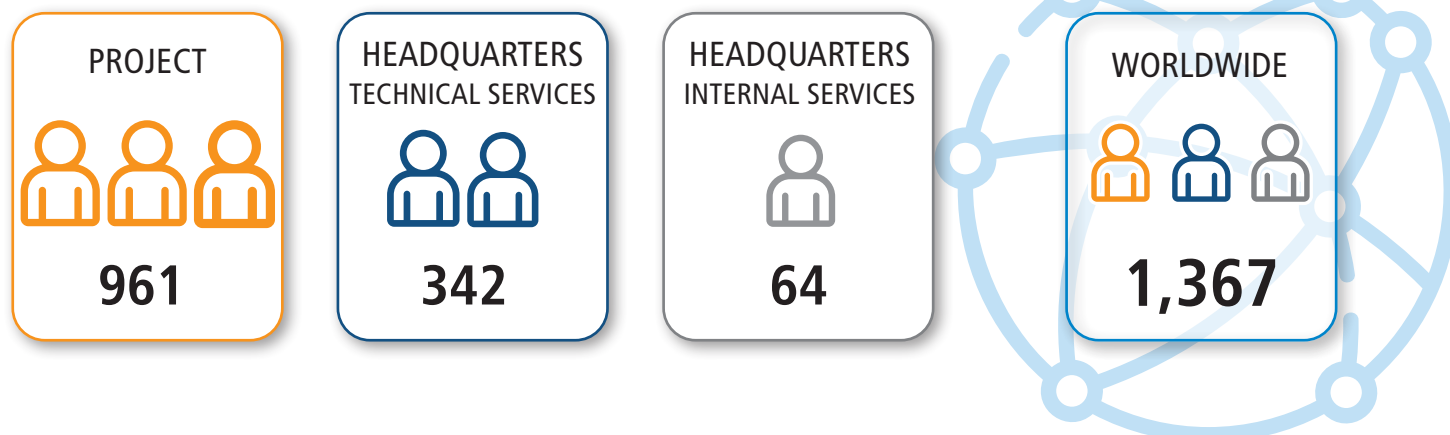 PROJECT
961
HEADQUARTERS
TECHNICAL SERVICES
342
HEADQUARTERS
INTERNAL SERVICES
64
WORLDWIDE
1,367